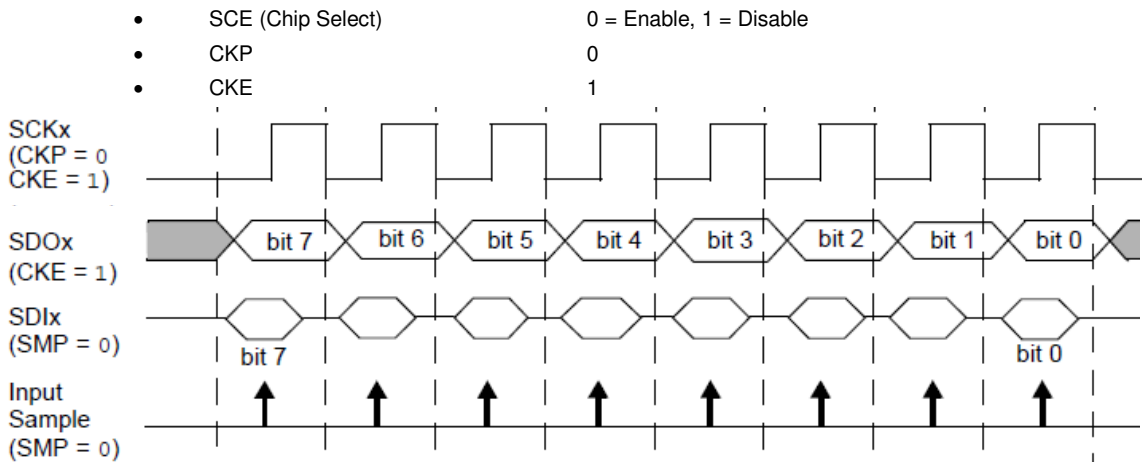 • SCE (Chip Select) 0 = Enable, 1 = Disable
• CKP 0
• CKE 1
SCKx
(CKP = 0
CKE = 1)
SDOx
(CKE = 1)
bit 7 bit 6 bit 5 bit 4 bit 3 bit 2 bit 1 bit 0
SDIx
(SMP = 0)
bit 7 bit 0
Input
Sample
(SMP = 0)